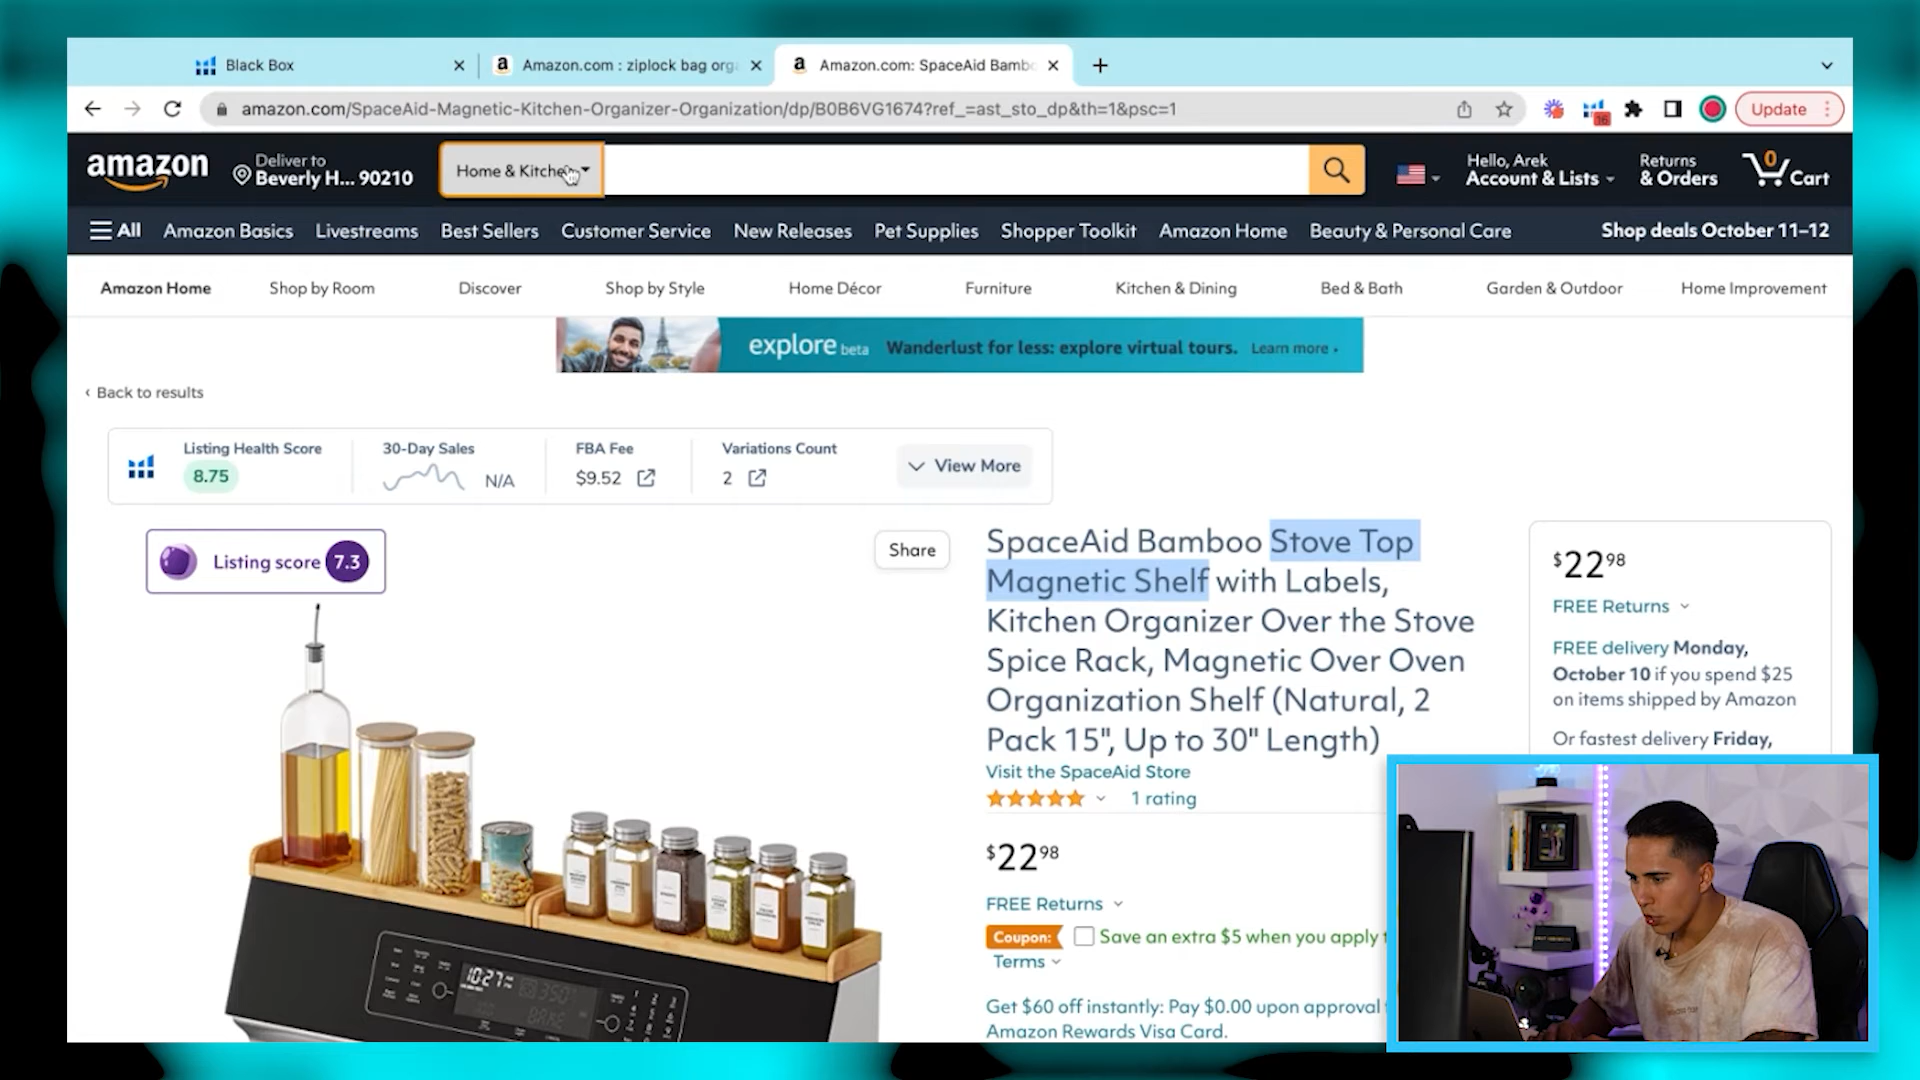 Black Box
Amazon.com : ziplock bag orga
Amazon.com: SpaceAid Bambo
amazon.com/SpaceAid-Magnetic-Kitchen-Organizer-Organization/dp/B0B6VG1674?ref_=ast_sto_dp&th=1&psc=1
16
Update
amazon
Deliver to
Beverly H... 90210
Home & Kitchen
Hello, Arek
Account & Lists
Returns
& Orders
0
Cart
All
Amazon Basics
Livestreams
Best Sellers
Customer Service
New Releases
Pet Supplies
Shopper Toolkit
Amazon Home
Beauty & Personal Care
Shop deals October 11–12
Amazon Home
Shop by Room
Discover
Shop by Style
Home Décor
Furniture
Kitchen & Dining
Bed & Bath
Garden & Outdoor
Home Improvement
explore beta
Wanderlust for less: explore virtual tours.
Learn more
‹ Back to results
Listing Health Score
8.75
30-Day Sales
N/A
FBA Fee
$9.52
Variations Count
2
View More
Listing score 7.3
Share
SpaceAid Bamboo Stove Top
Magnetic Shelf with Labels,
Kitchen Organizer Over the Stove
Spice Rack, Magnetic Over Oven
Organization Shelf (Natural, 2
Pack 15", Up to 30" Length)
Visit the SpaceAid Store
1 rating
$22 98
FREE Returns
Coupon: Save an extra $5 when you apply
Terms
Get $60 off instantly: Pay $0.00 upon approval
Amazon Rewards Visa Card.
$22 98
FREE Returns
FREE delivery Monday,
October 10 if you spend $25
on items shipped by Amazon
Or fastest delivery Friday,
10:27
BAKE